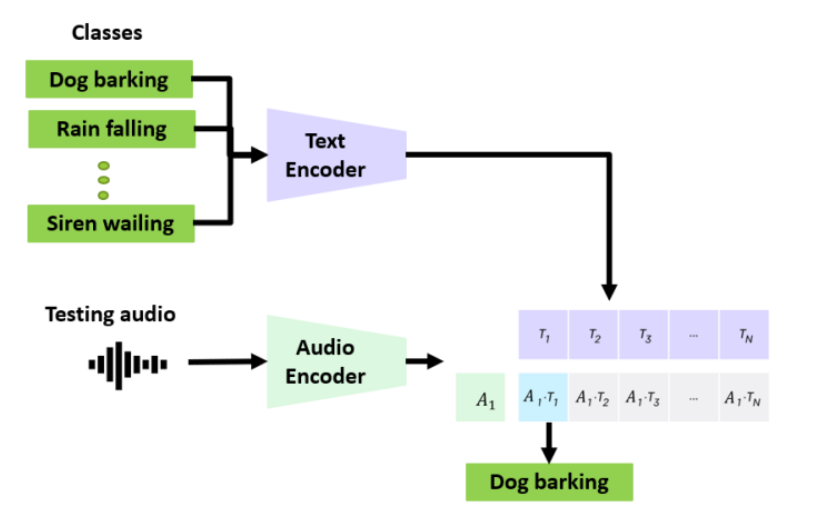 Classes
Dog barking
Rain falling
Siren wailing
Text
Encoder
Testing audio
Audio
Encoder
T1 T2 T3 ... TN
A1 A1·T1 A1·T2 A1·T3 ... A1·TN
Dog barking